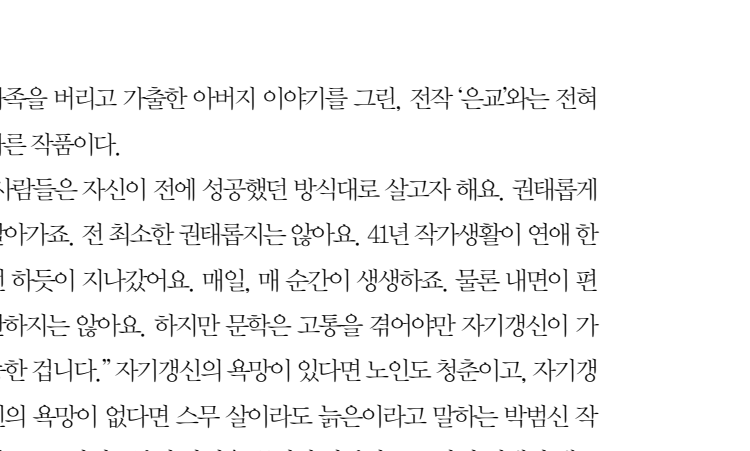 족을 버리고 가출한 아버지 이야기를 그린, 전작 ‘은교’와는 전혀
른 작품이다.
사람들은 자신이 전에 성공했던 방식대로 살고자 해요. 권태롭게
아가죠. 전 최소한 권태롭지는 않아요. 41년 작가생활이 연애 한
하듯이 지나갔어요. 매일, 매 순간이 생생하죠. 물론 내면이 편
하지는 않아요. 하지만 문학은 고통을 겪어야만 자기갱신이 가
한 겁니다.” 자기갱신의 욕망이 있다면 노인도 청춘이고, 자기갱
의 욕망이 없다면 스무 살이라도 늙은이라고 말하는 박범신 작